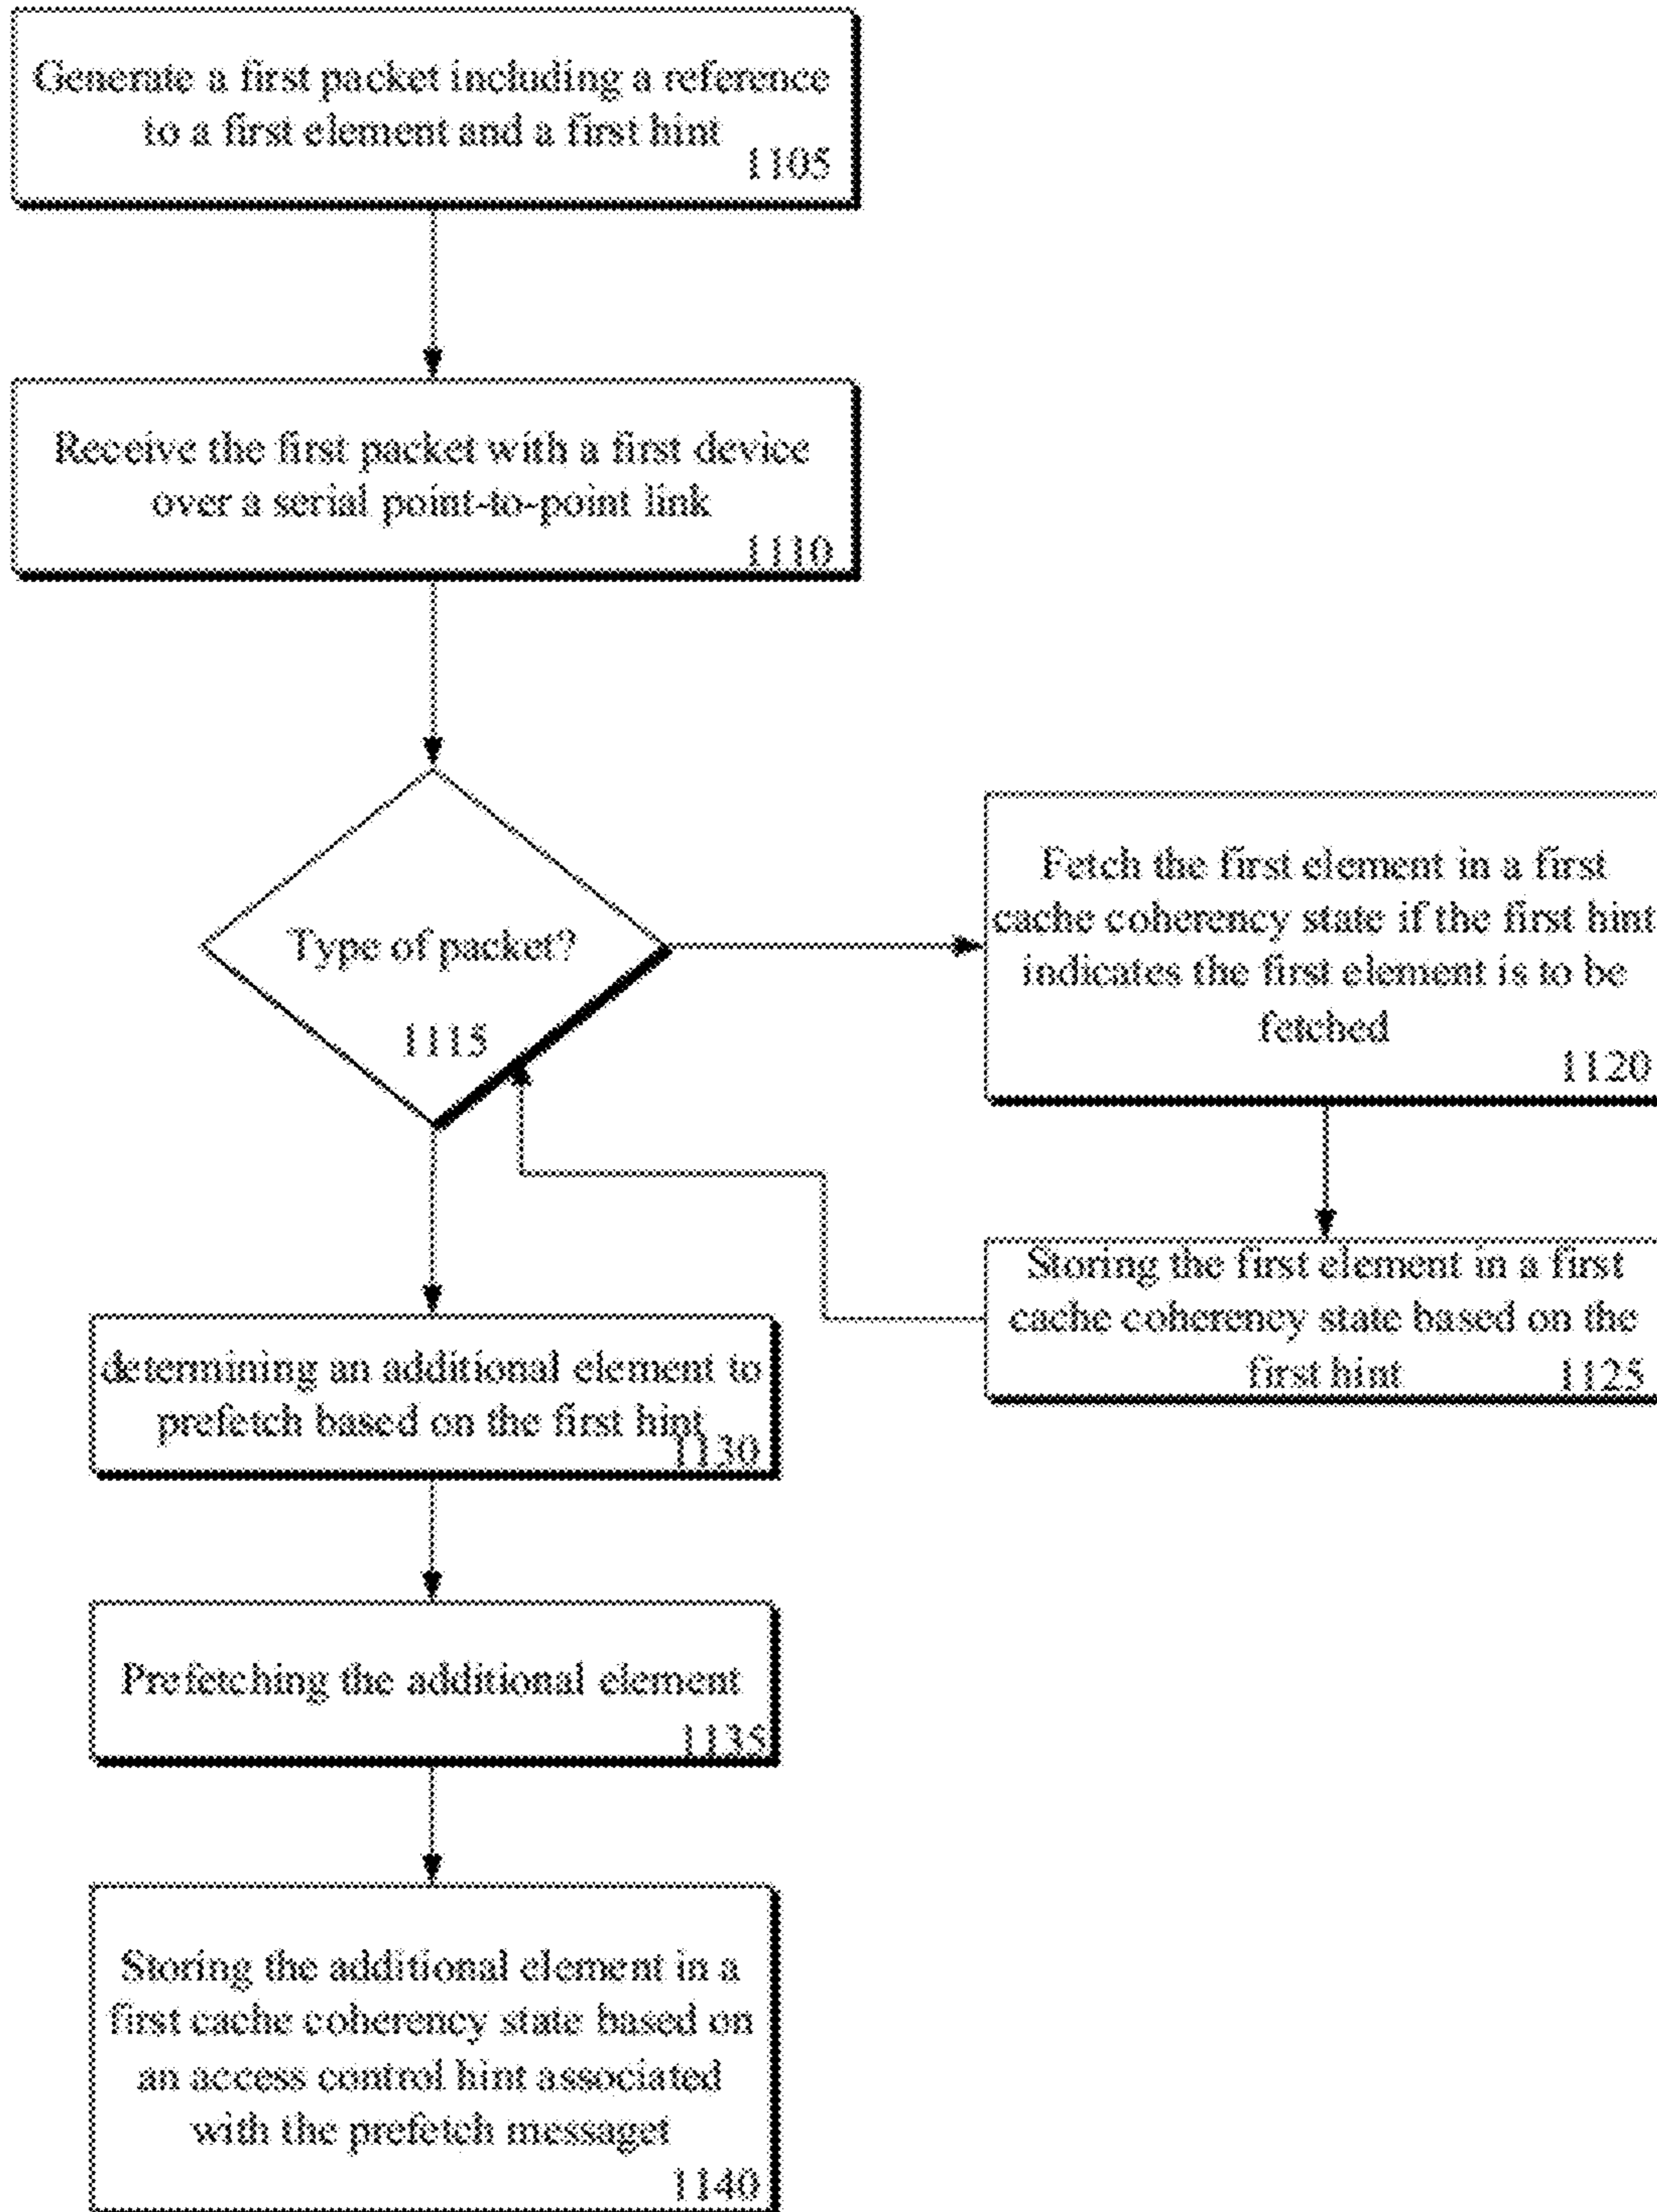 Generate a first packet including a reference
to a first element and a first hint
1105
Receive the first packet with a first device
over a serial point-to-point link
1110
Type of packet?
1115
Fetch the first element in a first
cache coherency state if the first hint
indicates the first element is to be
fetched
1120
Storing the first element in a first
cache coherency state based on the
first hint 1125
determining an additional element to
prefetch based on the first hint
1130
Prefetching the additional element
1135
Storing the additional element in a
first cache coherency state based on
an access control hint associated
with the prefetch messaget
1140